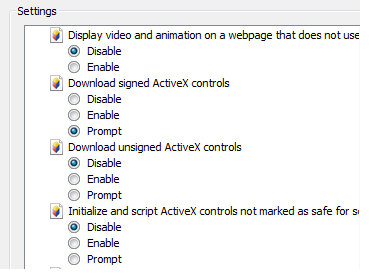 Settings
Display video and animation on a webpage that does not use
Disable
Enable
Download signed ActiveX controls
Disable
Enable
Prompt
Download unsigned ActiveX controls
Disable
Enable
Prompt
Initialize and script ActiveX controls not marked as safe for
Disable
Enable
Prompt